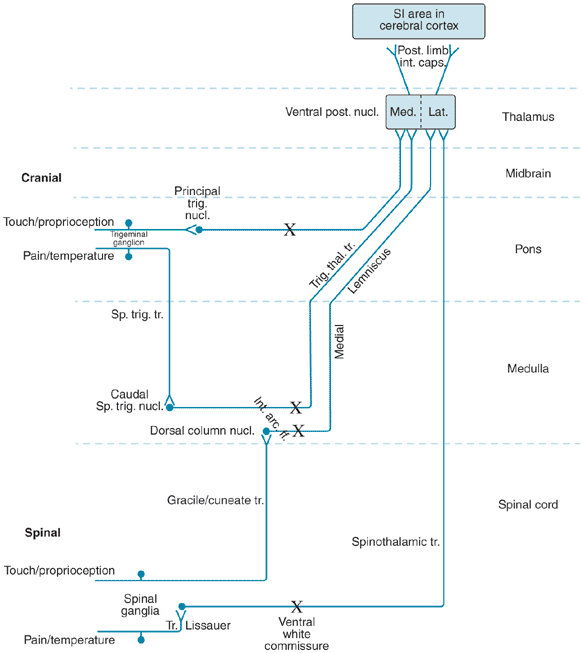 SI area in
cerebral cortex
Post. limb
int. caps.
Ventral post. nucl.
Med.
Lat.
Thalamus
Midbrain
Cranial
Principal
trig.
nucl.
Touch/proprioception
X
Trigeminal
ganglion
Pain/temperature
Pons
Trig. thal. tr.
Lemniscus
Sp. trig. tr.
Medial
Medulla
Caudal
Sp. trig. nucl.
X
Int. arc. ff.
Dorsal column nucl.
X
Gracile/cuneate tr.
Spinal cord
Spinal
Spinothalamic tr.
Touch/proprioception
Spinal
ganglia
X
Tr. Lissauer
Ventral
white
commissure
Pain/temperature